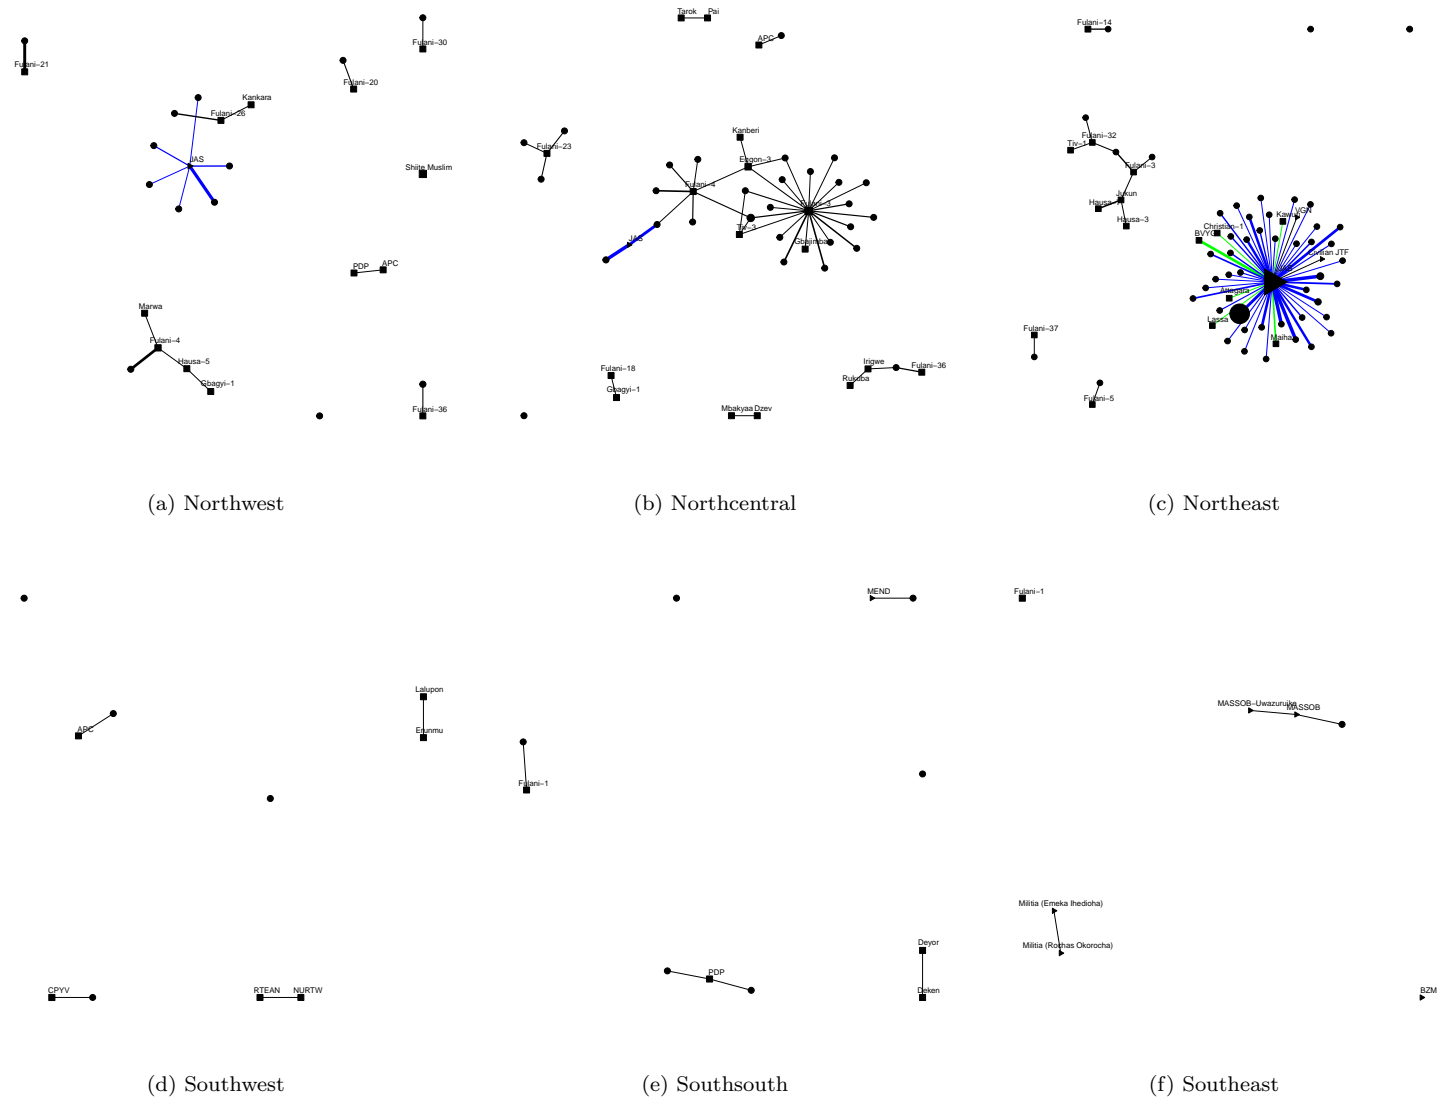 Fulani−21
Fulani−30
Fulani−20
Kankara
Fulani−26
JAS
Shiite Muslim
PDP
APC
Marwa
Fulani−4
Hausa−5
Gbagyi−1
Fulani−36
(a) Northwest
Tarok
Pai
APC
Fulani−23
Kanberi
Eggon−3
Fulani−4
Fulani−3
Tiv−3
JAS
Gbajimba
Fulani−18
Gbagyi−1
Irigwe
Fulani−36
Rukuba
Mbakyaa
Dzev
(b) Northcentral
Fulani−14
Fulani−32
Tiv−1
Fulani−3
Jukun
Hausa−3
VGN
Christian−1
Civilian JTF
Attagara
Lassa
Fulani−37
Fulani−5
(c) Northeast
APC
Lalupon
Erunmu
CPYV
RTEAN
NURTW
(d) Southwest
MEND
Fulani−1
PDP
Deyor
Deken
(e) Southsouth
Fulani−1
MASSOB−Uwazuruike
MASSOB
Militia (Emeka Ihedioha)
Militia (Rochas Okorocha)
BZM
(f) Southeast